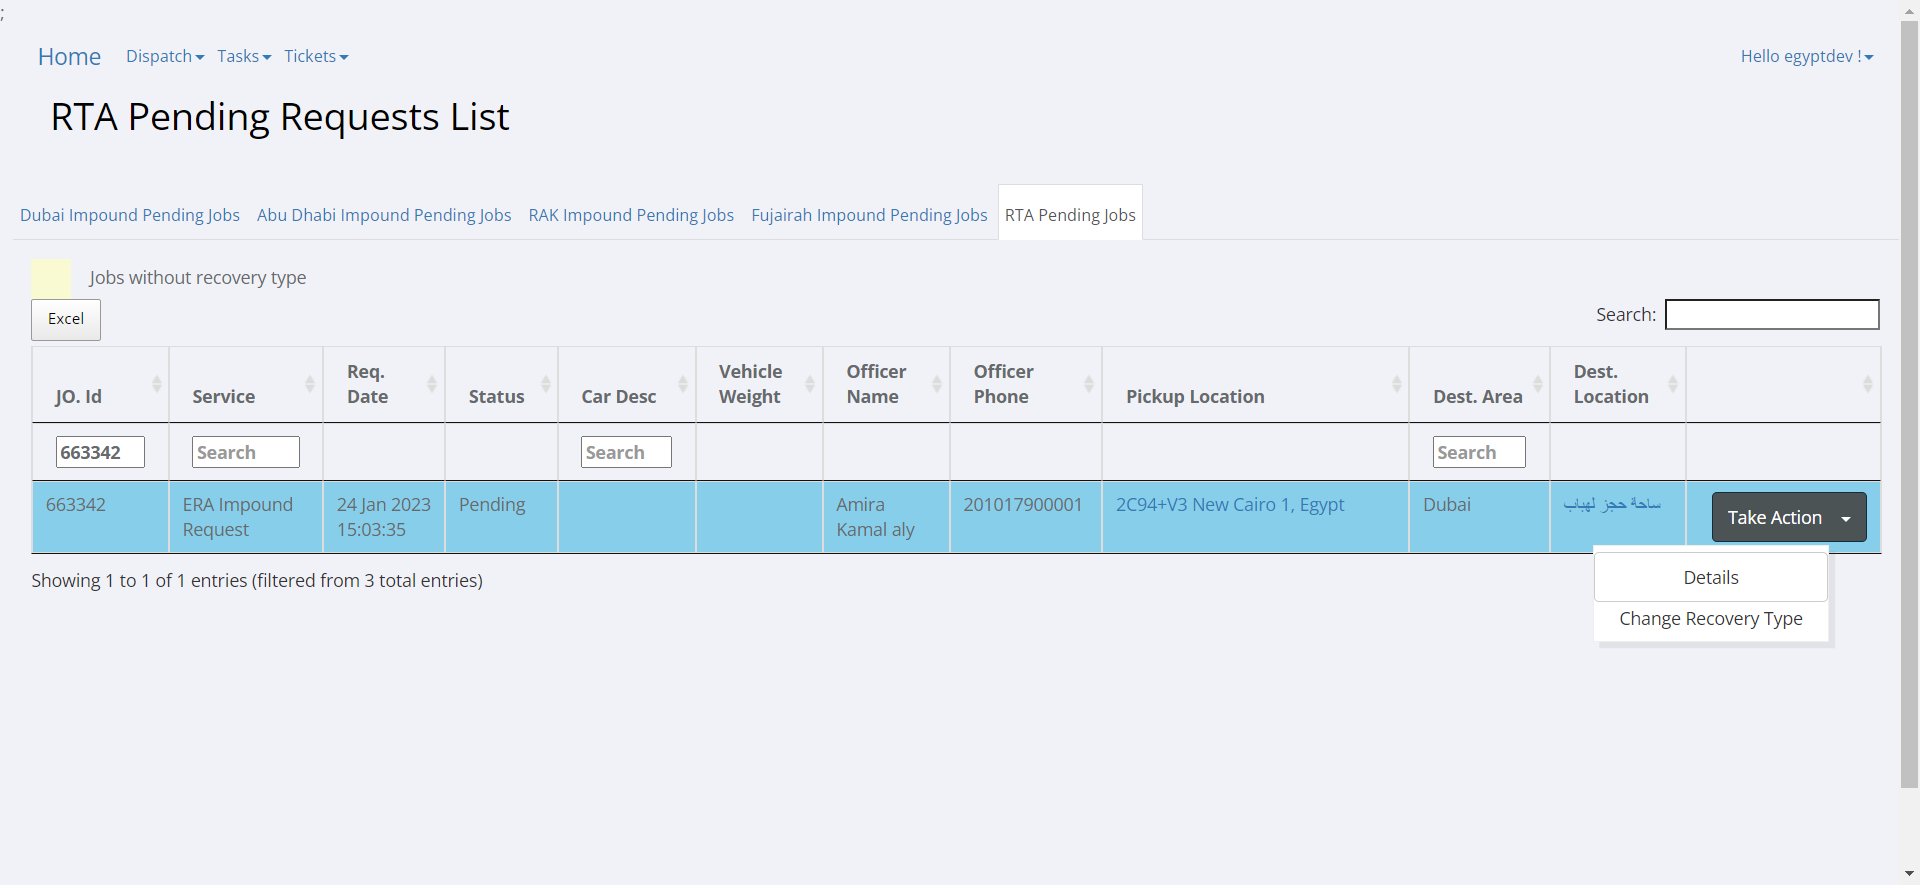 ;
Home Dispatch Tasks Tickets Hello egyptdev !
RTA Pending Requests List
Dubai Impound Pending Jobs Abu Dhabi Impound Pending Jobs RAK Impound Pending Jobs Fujairah Impound Pending Jobs RTA Pending Jobs
Jobs without recovery type
Excel Search:
JO. Id Service Req. Date Status Car Desc Vehicle Weight Officer Name Officer Phone Pickup Location Dest. Area Dest. Location
663342 Search Search Search
663342 ERA Impound Request 24 Jan 2023 15:03:35 Pending Amira Kamal aly 201017900001 2C94+V3 New Cairo 1, Egypt Dubai ساحة حجز لهباب Take Action
Details
Change Recovery Type
Showing 1 to 1 of 1 entries (filtered from 3 total entries)